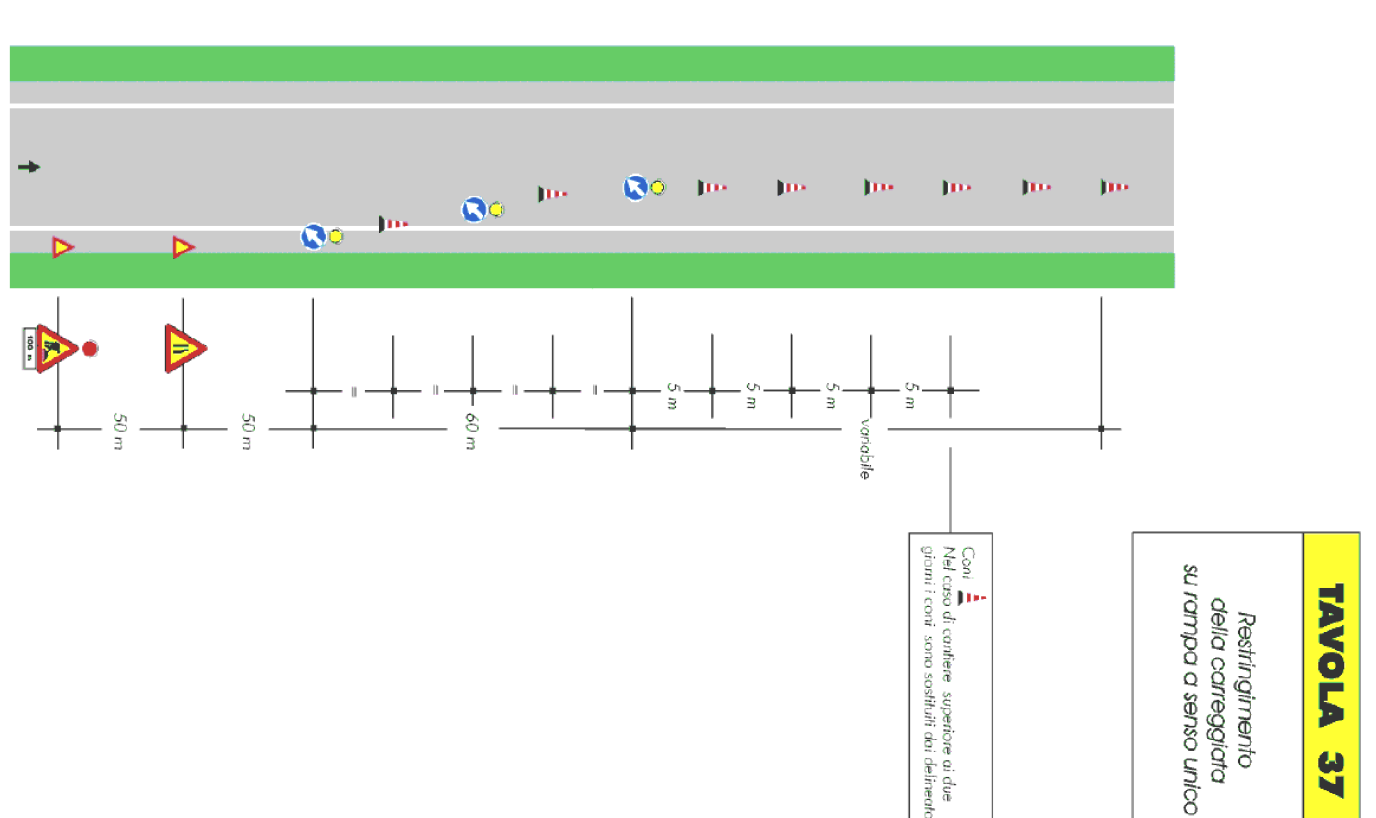 TAVOLA 37
Restringimento
della carreggiata
su rampa a senso unico
100 m
50 m
50 m
=
=
=
=
60 m
5 m
5 m
5 m
5 m
variabile
Coni
Nel caso di cantiere superiore ai due
giorni i coni sono sostituiti dai delineato